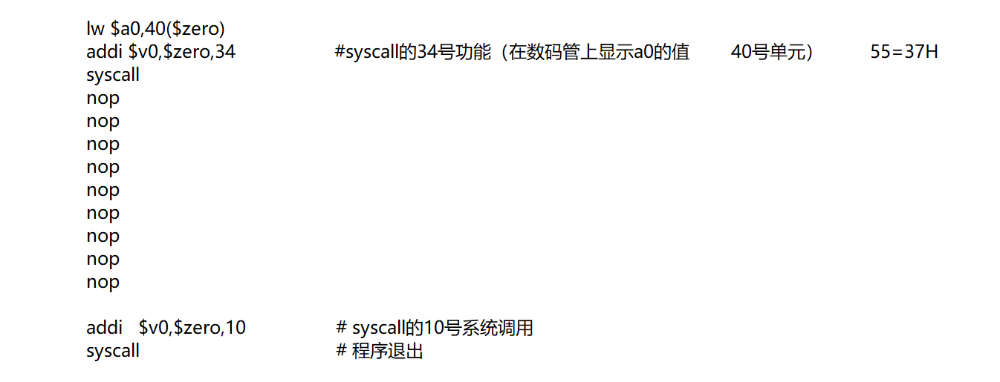 lw $a0,40($zero)
addi $v0,$zero,34 #syscall的34号功能（在数码管上显示a0的值 40号单元） 55=37H
syscall
nop
nop
nop
nop
nop
nop
nop
nop
nop
addi $v0,$zero,10 # syscall的10号系统调用
syscall # 程序退出